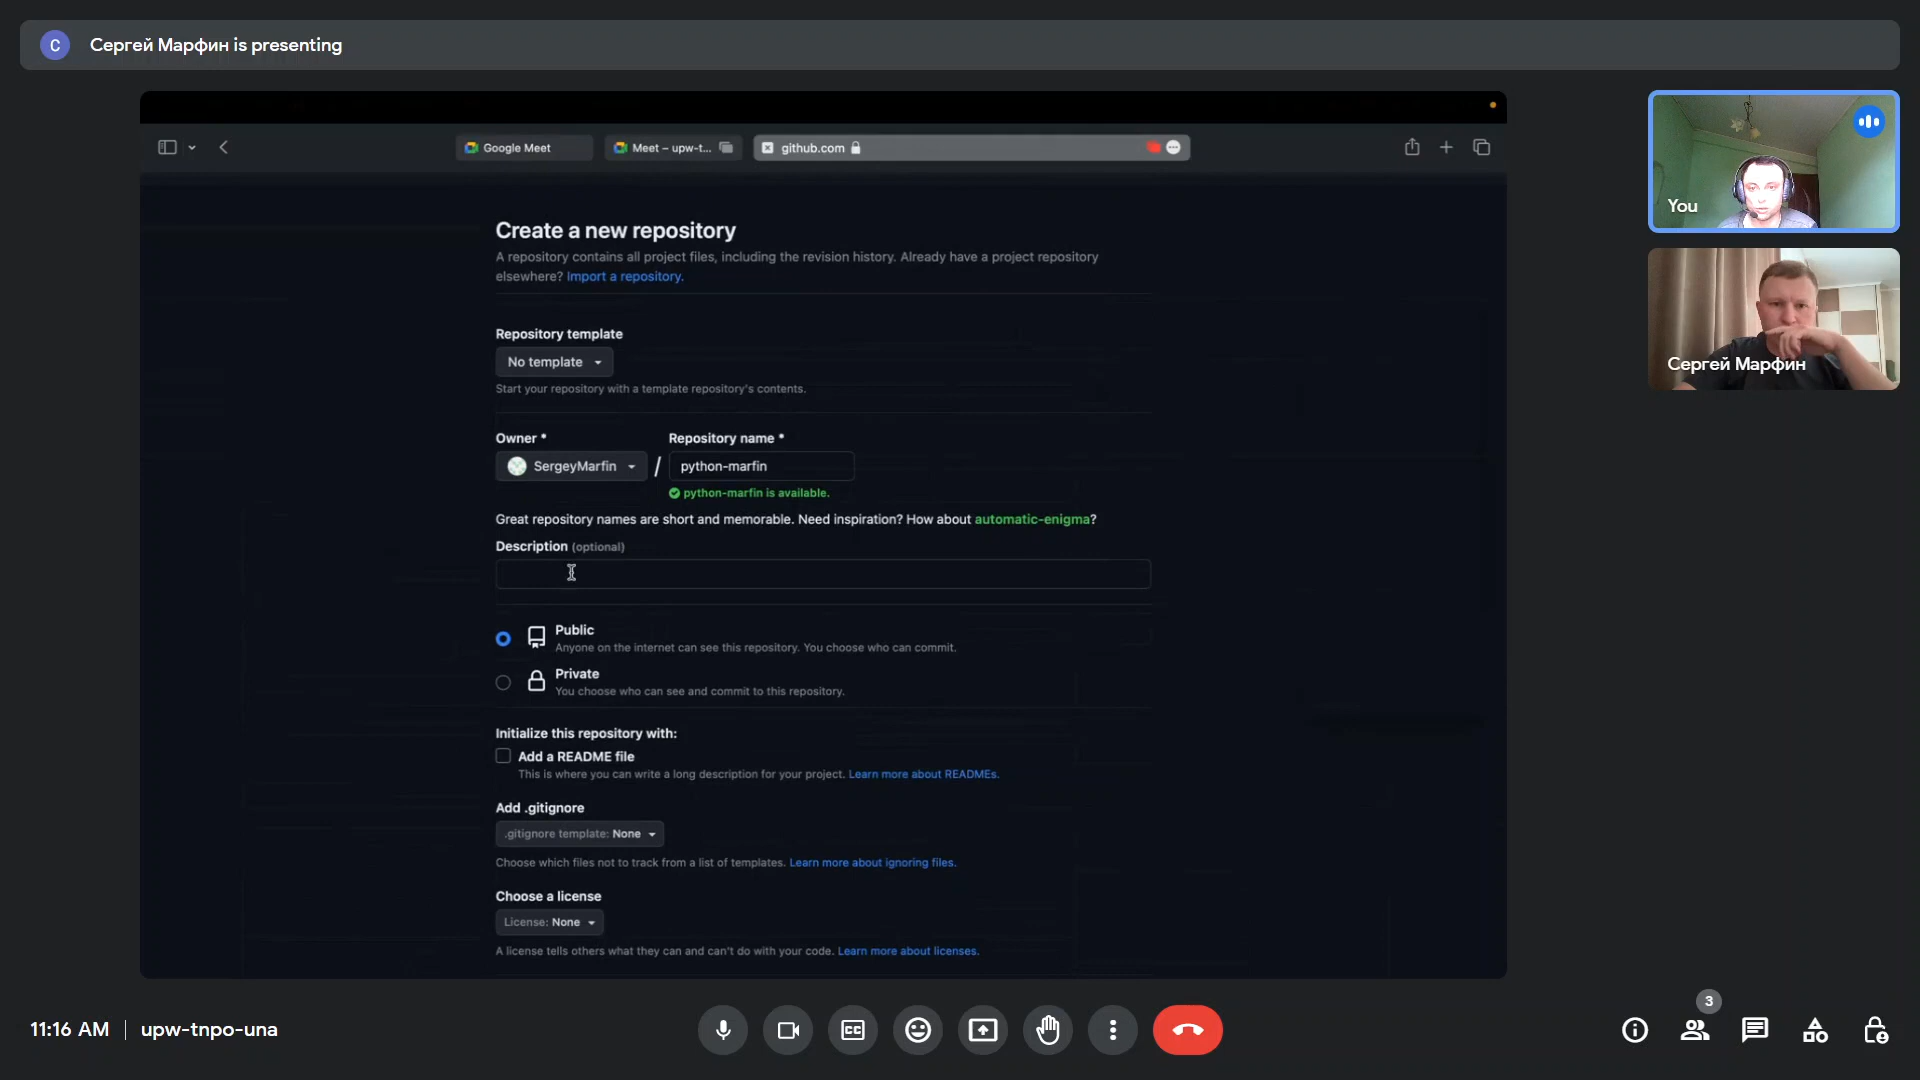 С Сергей Марфин is presenting
Google Meet
Meet – upw-t...
github.com
Create a new repository
A repository contains all project files, including the revision history. Already have a project repository
elsewhere? Import a repository.
Repository template
No template
Start your repository with a template repository's contents.
Owner *
Repository name *
SergeyMarfin / python-marfin
python-marfin is available.
Great repository names are short and memorable. Need inspiration? How about automatic-enigma?
Description (optional)
Public
Anyone on the internet can see this repository. You choose who can commit.
Private
You choose who can see and commit to this repository.
Initialize this repository with:
Add a README file
This is where you can write a long description for your project. Learn more about READMEs.
Add .gitignore
.gitignore template: None
Choose which files not to track from a list of templates. Learn more about ignoring files.
Choose a license
License: None
A license tells others what they can and can't do with your code. Learn more about licenses.
You
Сергей Марфин
11:16 AM | upw-tnpo-una
CC
3